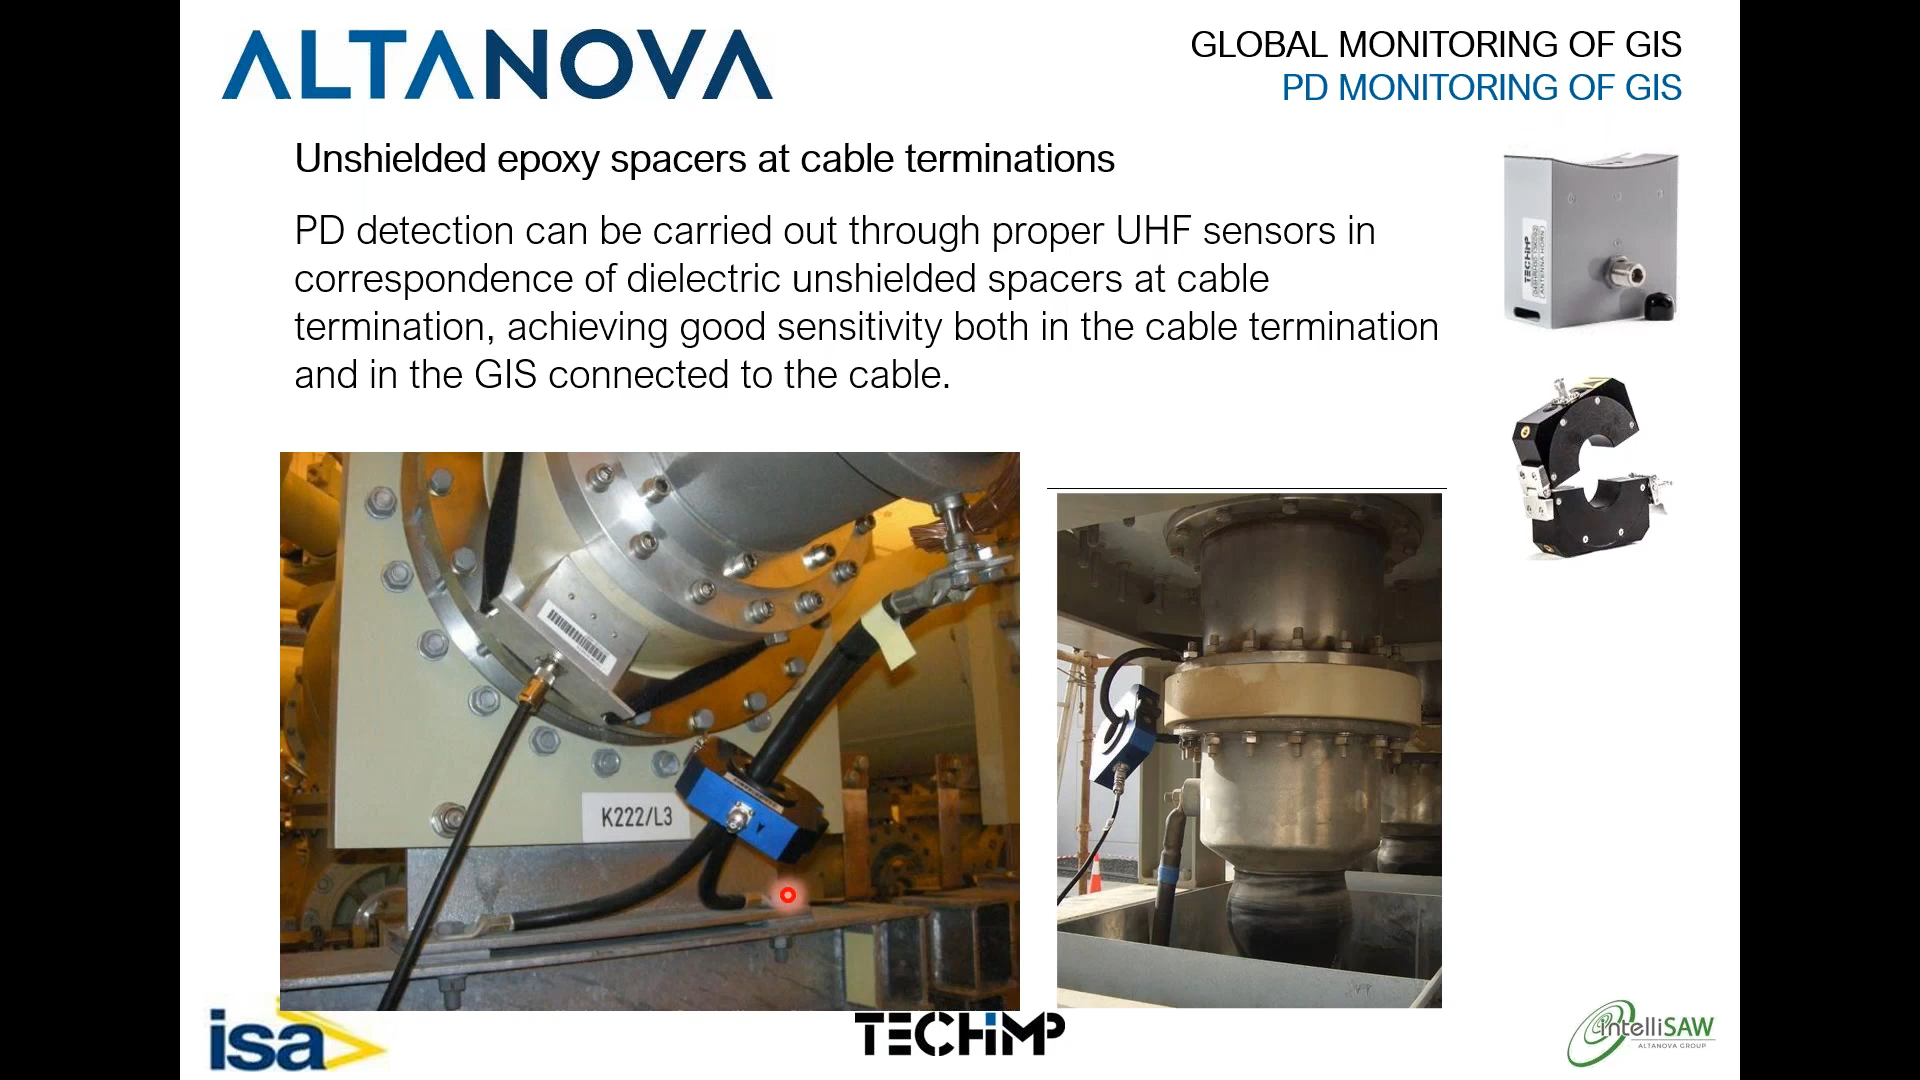 ALTANOVA
GLOBAL MONITORING OF GIS
PD MONITORING OF GIS
Unshielded epoxy spacers at cable terminations
PD detection can be carried out through proper UHF sensors in
correspondence of dielectric unshielded spacers at cable
termination, achieving good sensitivity both in the cable termination
and in the GIS connected to the cable.
TECHIMP
ANTENNA HORN
K222/L3
isa
TECHIMP
intelliSAW
ALTANOVA GROUP